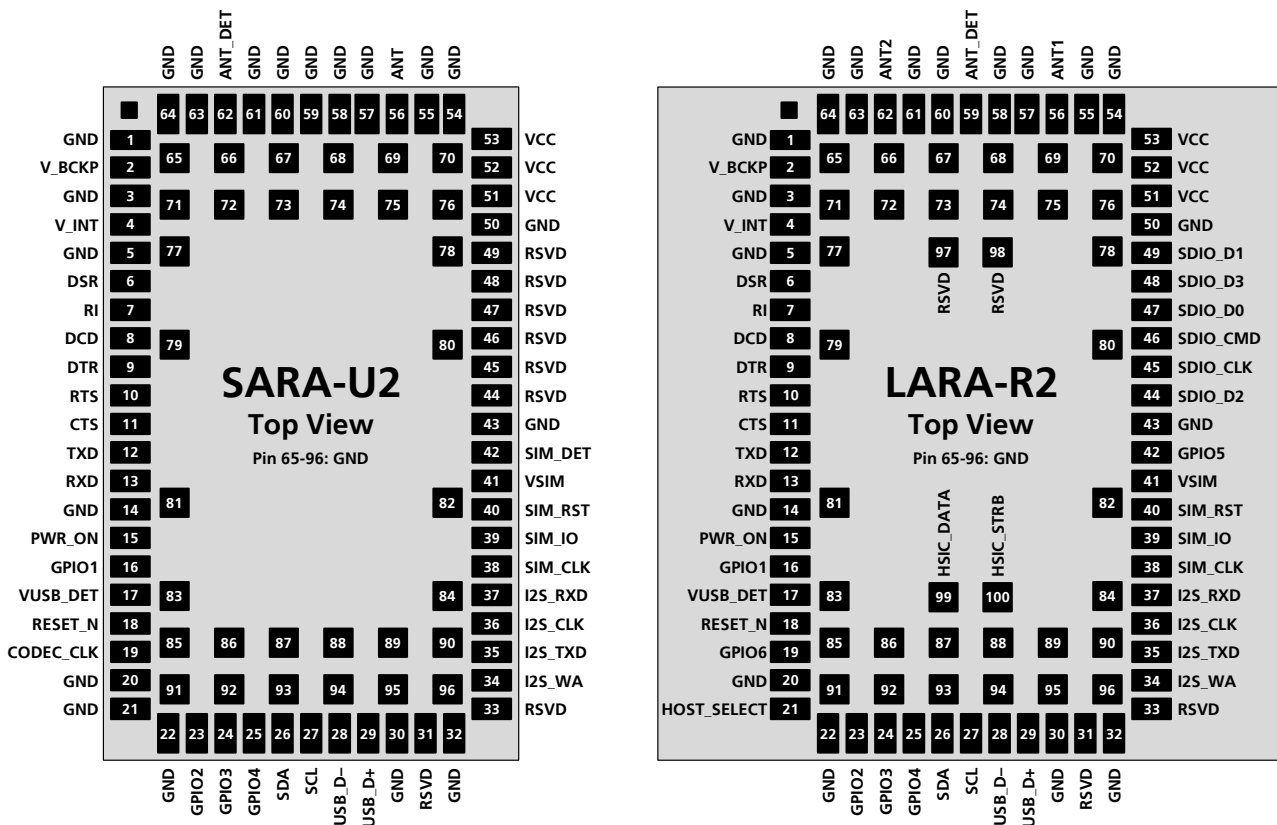 GND GND ANT_DET GND GND GND GND GND ANT GND GND
64 63 62 61 60 59 58 57 56 55 54
GND 1 53 VCC
V_BCKP 2 65 66 67 68 69 70 52 VCC
GND 3 71 72 73 74 75 76 51 VCC
V_INT 4 50 GND
GND 5 77 78 49 RSVD
DSR 6 48 RSVD
RI 7 47 RSVD
DCD 8 79 80 46 RSVD
DTR 9 45 RSVD
RTS 10 44 RSVD
SARA-U2
CTS 11 43 GND
Top View
TXD 12 42 SIM_DET
Pin 65-96: GND
RXD 13 41 VSIM
GND 14 81 82 40 SIM_RST
PWR_ON 15 39 SIM_IO
GPIO1 16 38 SIM_CLK
VUSB_DET 17 83 84 37 I2S_RXD
RESET_N 18 36 I2S_CLK
CODEC_CLK 19 85 86 87 88 89 90 35 I2S_TXD
GND 20 91 92 93 94 95 96 34 I2S_WA
GND 21 33 RSVD
22 23 24 25 26 27 28 29 30 31 32
GND GPIO2 GPIO3 GPIO4 SDA SCL USB_D– USB_D+ GND RSVD GND
GND GND ANT2 GND GND ANT_DET GND GND ANT1 GND GND
64 63 62 61 60 59 58 57 56 55 54
GND 1 53 VCC
V_BCKP 2 65 66 67 68 69 70 52 VCC
GND 3 71 72 73 74 75 76 51 VCC
V_INT 4 50 GND
GND 5 77 97 98 78 49 SDIO_D1
DSR 6 RSVD RSVD 48 SDIO_D3
RI 7 47 SDIO_D0
DCD 8 79 80 46 SDIO_CMD
DTR 9 45 SDIO_CLK
RTS 10 44 SDIO_D2
LARA-R2
CTS 11 43 GND
Top View
TXD 12 42 GPIO5
Pin 65-96: GND
RXD 13 41 VSIM
GND 14 81 82 40 SIM_RST
PWR_ON 15 HSIC_DATA HSIC_STRB 39 SIM_IO
GPIO1 16 38 SIM_CLK
VUSB_DET 17 83 99 100 84 37 I2S_RXD
RESET_N 18 36 I2S_CLK
GPIO6 19 85 86 87 88 89 90 35 I2S_TXD
GND 20 91 92 93 94 95 96 34 I2S_WA
HOST_SELECT 21 33 RSVD
22 23 24 25 26 27 28 29 30 31 32
GND GPIO2 GPIO3 GPIO4 SDA SCL USB_D– USB_D+ GND RSVD GND